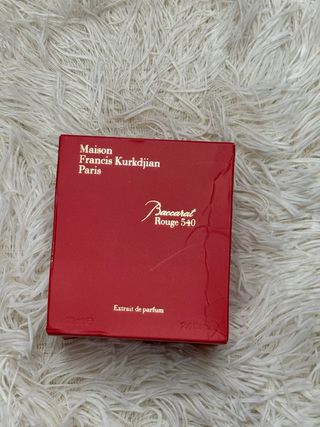 Maison
Francis Kurkdjian
Paris
Baccarat
Rouge 540
Extrait de parfum